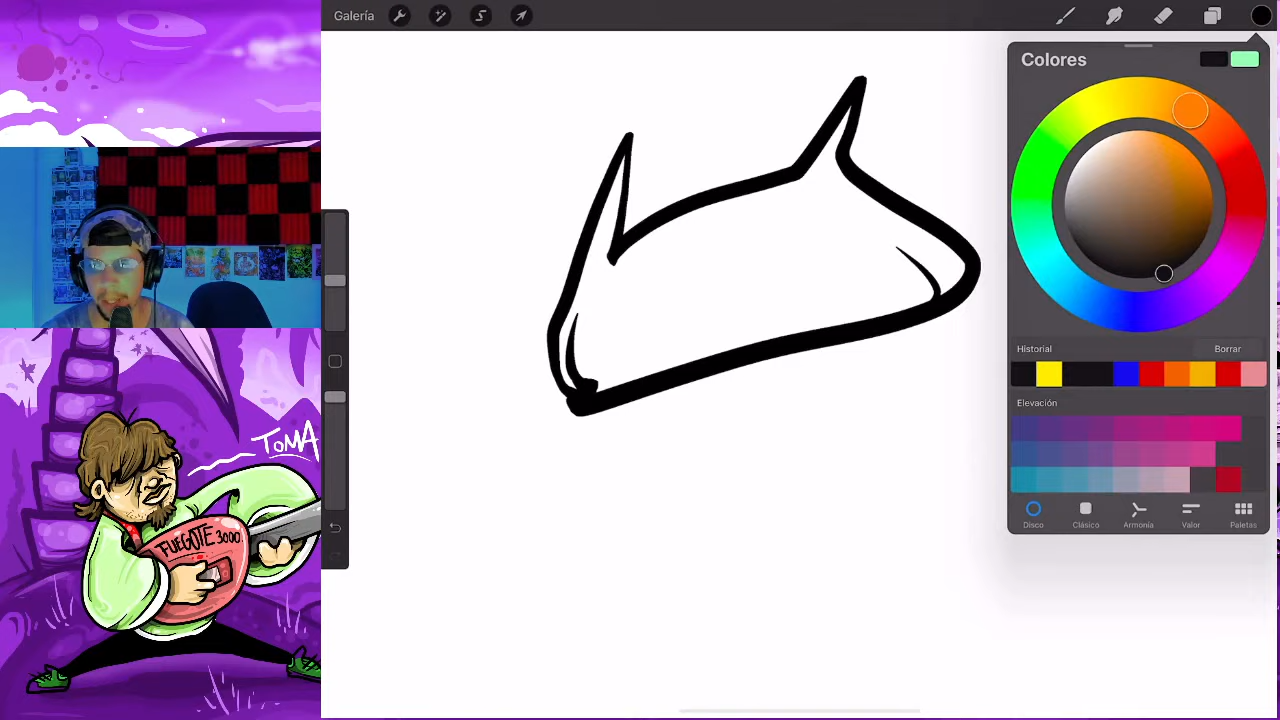 Galería
Colores
Historial
Borrar
Elevación
Disco
Clásico
Armonía
Valor
Paletas
TOMA
FUEGOTE 3000